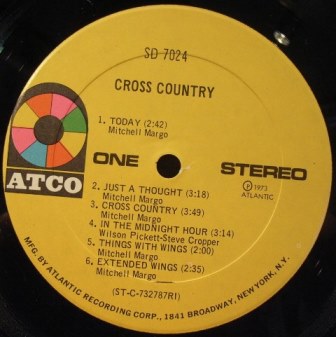 SD 7024
CROSS COUNTRY
1. TODAY (2:42)
Mitchell Margo
ATCO
ONE
STEREO
℗ 1973
ATLANTIC
2. JUST A THOUGHT (3:18)
Mitchell Margo
3. CROSS COUNTRY (3:49)
Mitchell Margo
4. IN THE MIDNIGHT HOUR (3:14)
Wilson Pickett-Steve Cropper
5. THINGS WITH WINGS (2:00)
Mitchell Margo
6. EXTENDED WINGS (2:35)
Mitchell Margo
(ST-C-732787RI)
MFG. BY ATLANTIC RECORDING CORP., 1841 BROADWAY, NEW YORK, N.Y.